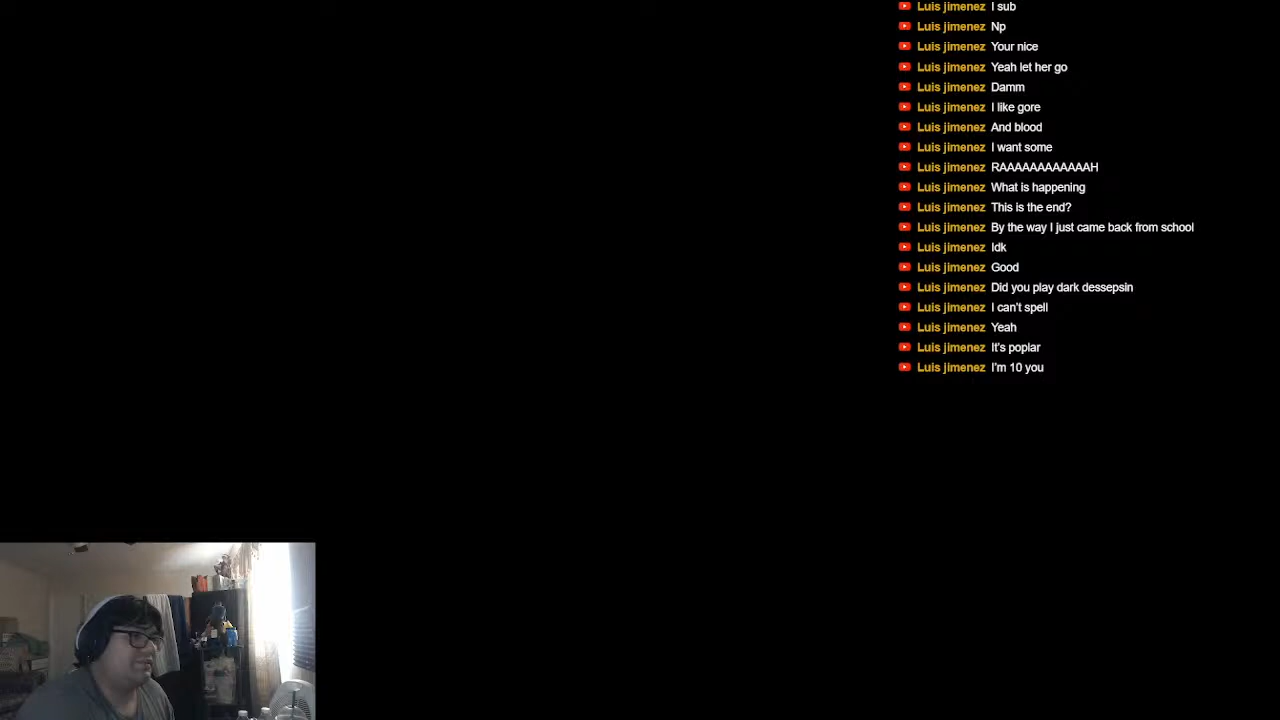 Luis jimenez I sub
Luis jimenez Np
Luis jimenez Your nice
Luis jimenez Yeah let her go
Luis jimenez Damm
Luis jimenez I like gore
Luis jimenez And blood
Luis jimenez I want some
Luis jimenez RAAAAAAAAAAAAH
Luis jimenez What is happening
Luis jimenez This is the end?
Luis jimenez By the way I just came back from school
Luis jimenez Idk
Luis jimenez Good
Luis jimenez Did you play dark dessepsin
Luis jimenez I can't spell
Luis jimenez Yeah
Luis jimenez It's poplar
Luis jimenez I'm 10 you